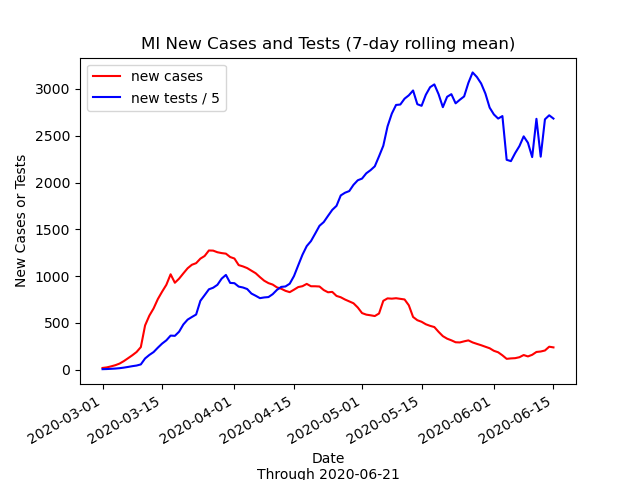 MI New Cases and Tests (7-day rolling mean)
new cases
new tests / 5
New Cases or Tests
3000
2500
2000
1500
1000
500
0
2020-03-01
2020-03-15
2020-04-01
2020-04-15
2020-05-01
2020-05-15
2020-06-01
2020-06-15
Date
Through 2020-06-21